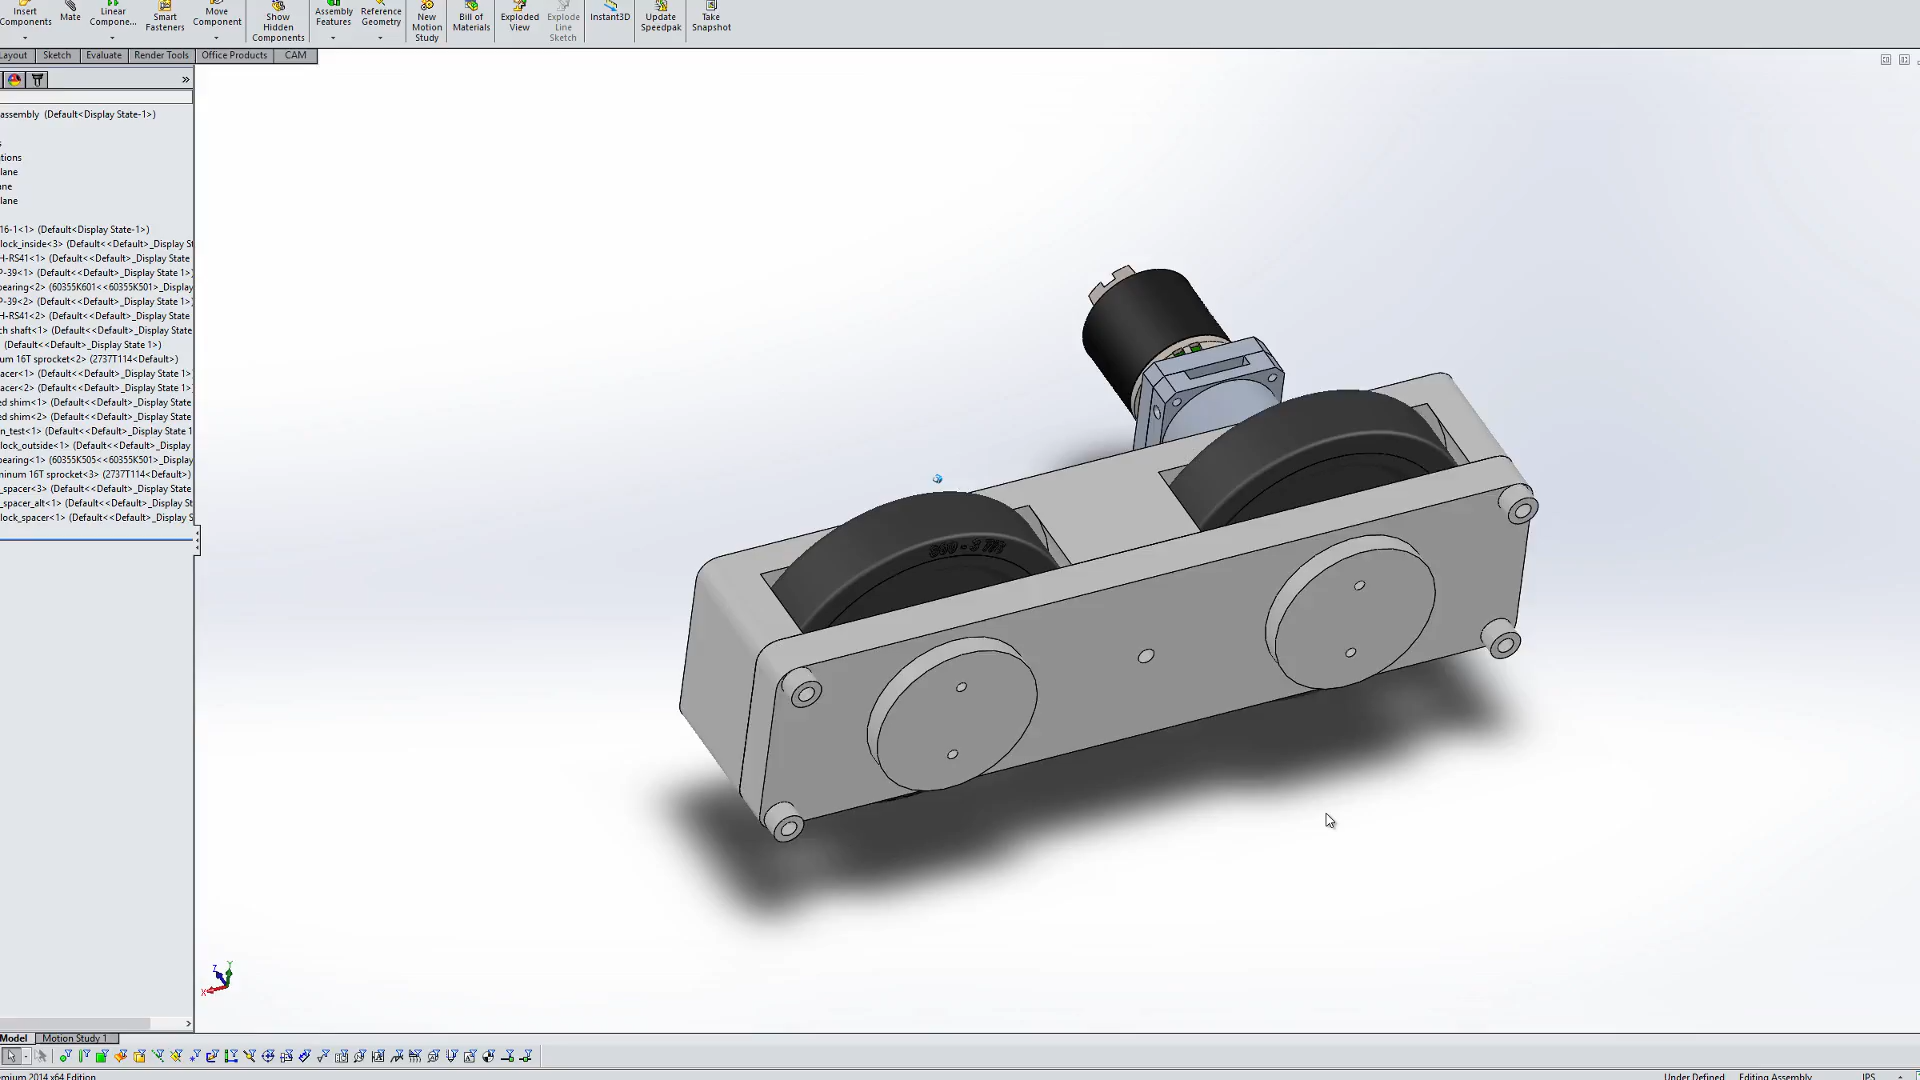 Insert Components
Mate
Linear Compone...
Smart Fasteners
Move Component
Show Hidden Components
Assembly Features
Reference Geometry
New Motion Study
Bill of Materials
Exploded View
Explode Line Sketch
Instant3D
Update Speedpak
Take Snapshot
Layout
Sketch
Evaluate
Render Tools
Office Products
CAM
assembly (Default<Display State-1>)
s
tions
lane
ne
lane
16-1<1> (Default<Display State-1>)
lock_inside<3> (Default<<Default>_Display St
H-RS41<1> (Default<<Default>_Display State
P-39<1> (Default<<Default>_Display State 1>)
earing<2> (60355K601<<60355K501>_Display
P-39<2> (Default<<Default>_Display State 1>)
H-RS41<2> (Default<<Default>_Display State
ch shaft<1> (Default<<Default>_Display State
(Default<<Default>_Display State 1>)
um 16T sprocket<2> (2737T114<Default>)
acer<1> (Default<<Default>_Display State 1>)
acer<2> (Default<<Default>_Display State 1>)
ed shim<1> (Default<<Default>_Display State
ed shim<2> (Default<<Default>_Display State
n_test<1> (Default<<Default>_Display State 1>)
lock_outside<1> (Default<<Default>_Display
earing<1> (60355K505<<60355K501>_Display
minum 16T sprocket<3> (2737T114<Default>)
_spacer<3> (Default<<Default>_Display State
_spacer_alt<1> (Default<<Default>_Display St
lock_spacer<1> (Default<<Default>_Display S
Z
Y
X
Model
Motion Study 1
emium 2014 x64 Edition
Under Defined
Editing Assembly
IPS